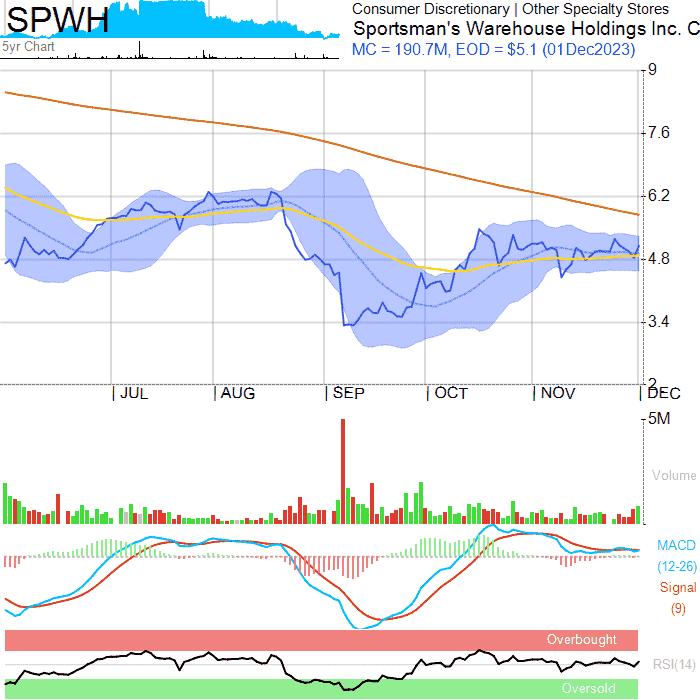 SPWH
5yr Chart
Consumer Discretionary | Other Specialty Stores
Sportsman's Warehouse Holdings Inc. C
MC = 190.7M, EOD = $5.1 (01Dec2023)
9
7.6
6.2
4.8
3.4
2
JUL AUG SEP OCT NOV DEC
5M
Volume
MACD
(12-26)
Signal
(9)
Overbought
RSI(14)
Oversold